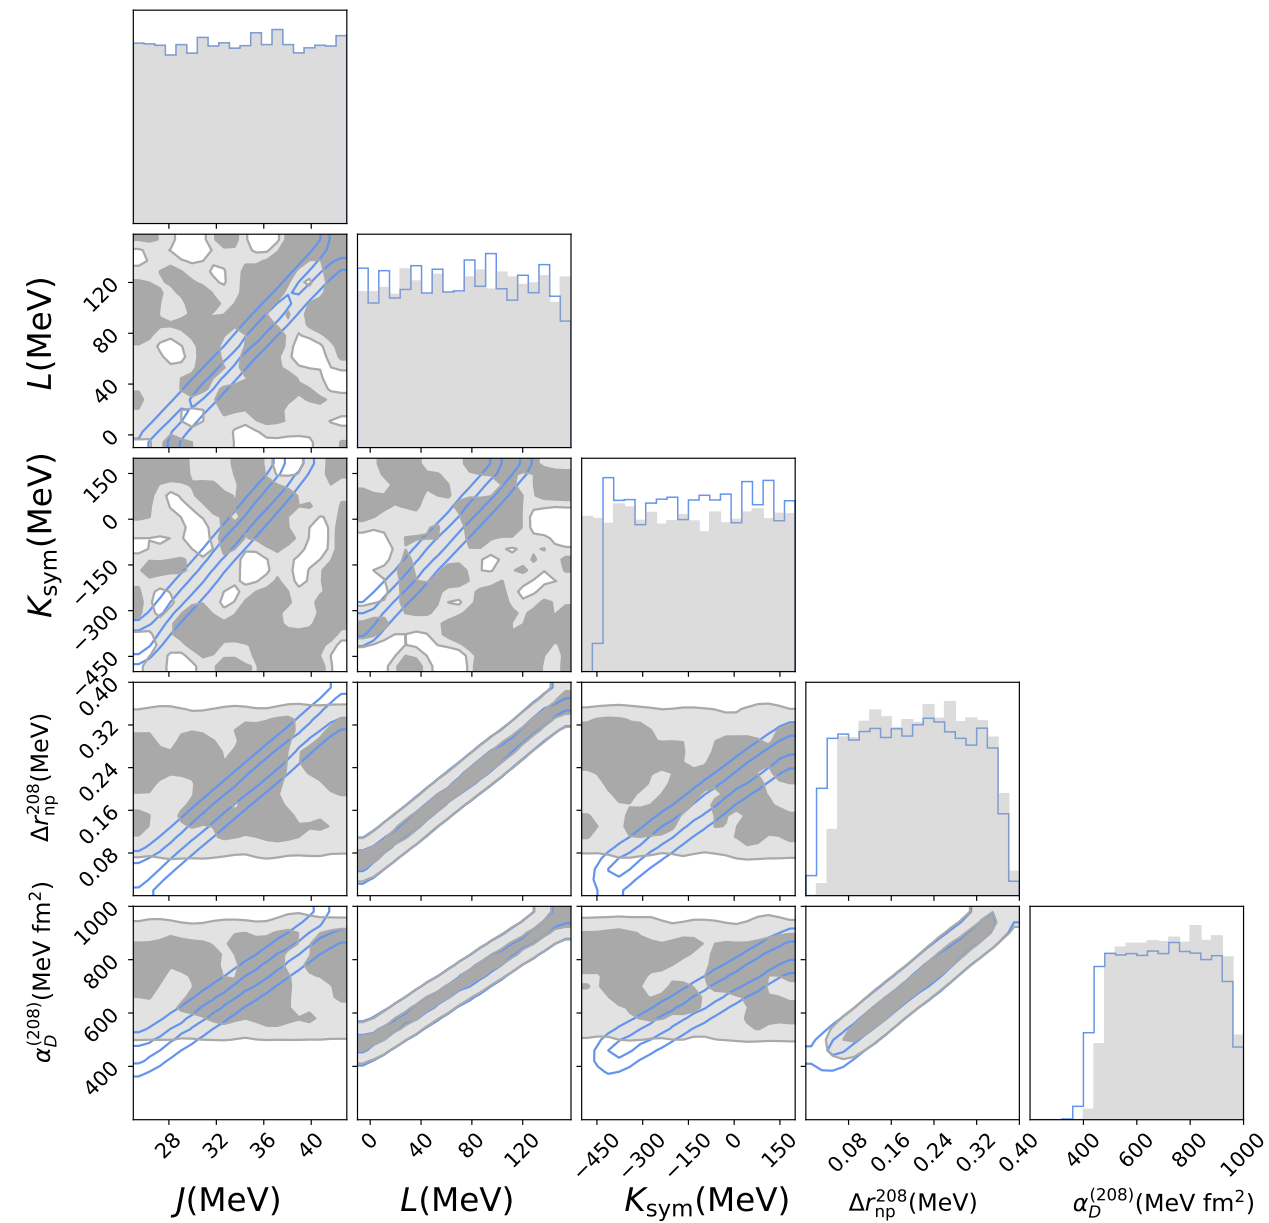 L(MeV)
120
80
40
0
K_sym(MeV)
150
0
−150
−300
−450
Δr_np^208(MeV)
0.40
0.32
0.24
0.16
0.08
α_D^(208)(MeV fm²)
1000
800
600
400
28 32 36 40
0 40 80 120
−450 −300 −150 0 150
0.08 0.16 0.24 0.32 0.40
400 600 800 1000
J(MeV)
L(MeV)
K_sym(MeV)
Δr_np^208(MeV)
α_D^(208)(MeV fm²)